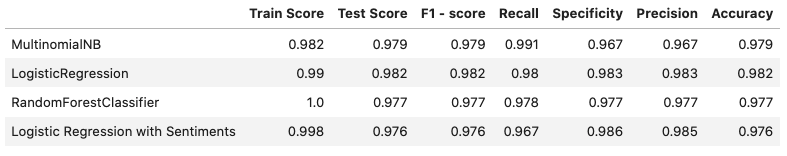 Train Score Test Score F1 - score Recall Specificity Precision Accuracy
MultinomialNB 0.982 0.979 0.979 0.991 0.967 0.967 0.979
LogisticRegression 0.99 0.982 0.982 0.98 0.983 0.983 0.982
RandomForestClassifier 1.0 0.977 0.977 0.978 0.977 0.977 0.977
Logistic Regression with Sentiments 0.998 0.976 0.976 0.967 0.986 0.985 0.976